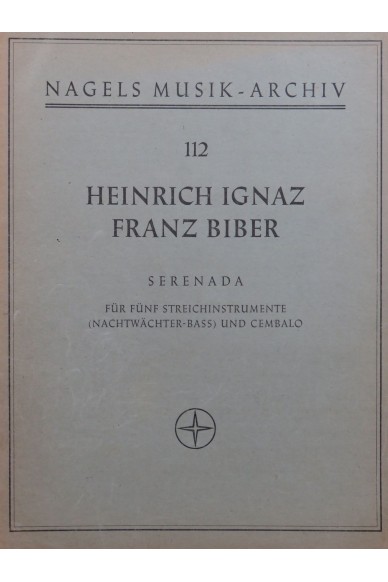 NAGELS MUSIK-ARCHIV
112
HEINRICH IGNAZ
FRANZ BIBER
SERENADA
FÜR FÜNF STREICHINSTRUMENTE
(NACHTWÄCHTER-BASS) UND CEMBALO